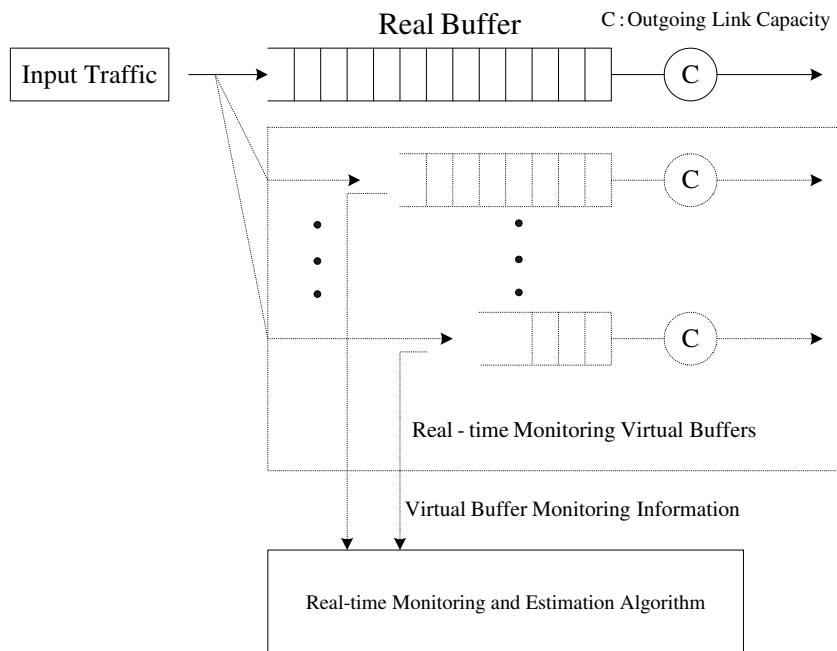 Real Buffer
C : Outgoing Link Capacity
Input Traffic
C
C
C
Real - time Monitoring Virtual Buffers
Virtual Buffer Monitoring Information
Real-time Monitoring and Estimation Algorithm